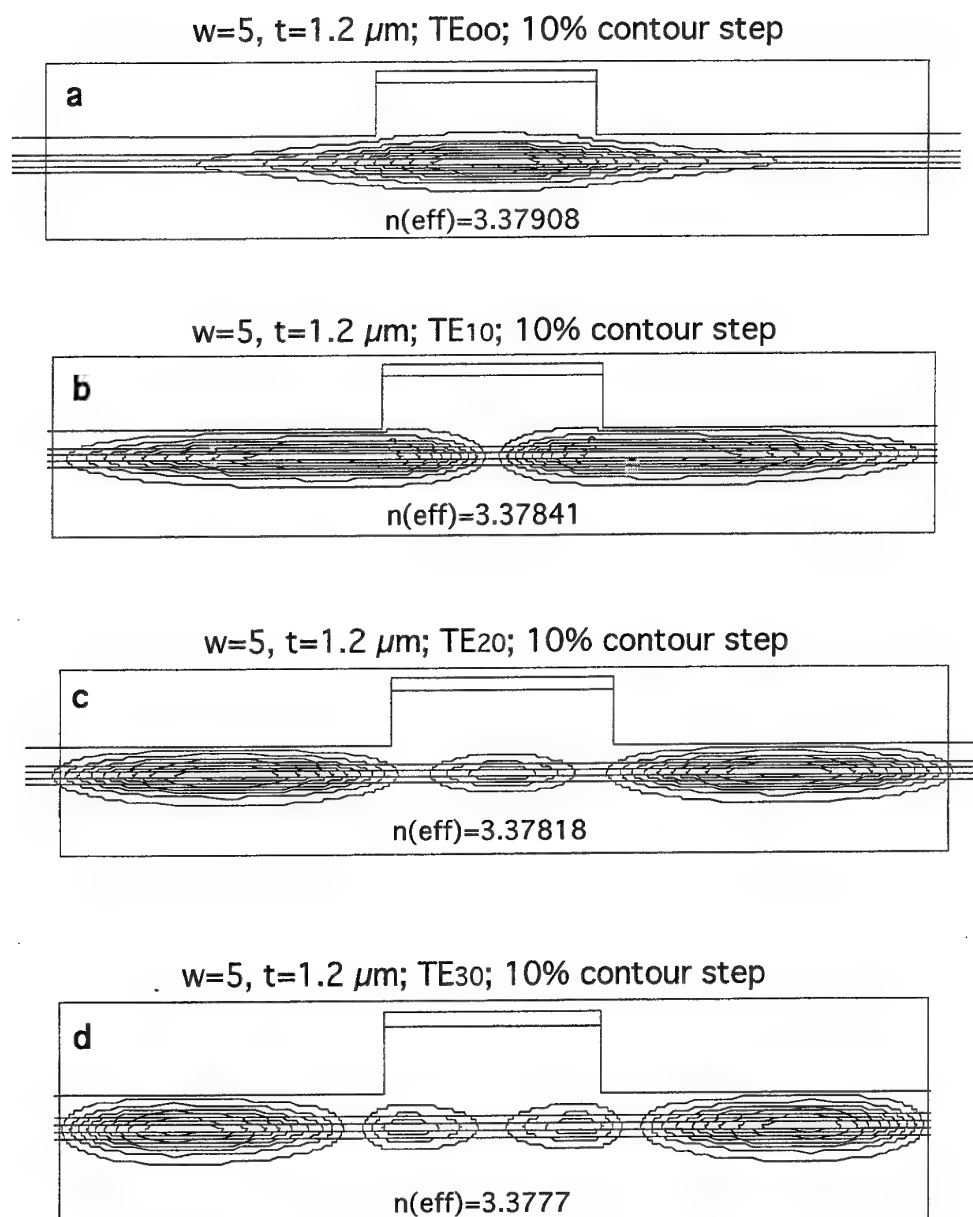 w=5, t=1.2 μm; TEoo; 10% contour step
a
n(eff)=3.37908
w=5, t=1.2 μm; TE10; 10% contour step
b
n(eff)=3.37841
w=5, t=1.2 μm; TE20; 10% contour step
c
n(eff)=3.37818
w=5, t=1.2 μm; TE30; 10% contour step
d
n(eff)=3.3777